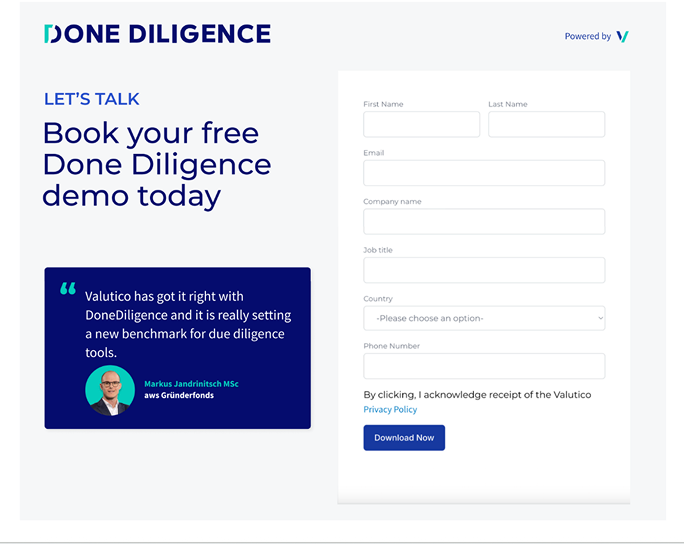 DONE DILIGENCE
Powered by
LET'S TALK
Book your free
Done Diligence
demo today
“
Valutico has got it right with
DoneDiligence and it is really setting
a new benchmark for due diligence
tools.
Markus Jandrinitsch MSc
aws Gründerfonds
First Name
Last Name
Email
Company name
Job title
Country
-Please choose an option-
Phone Number
By clicking, I acknowledge receipt of the Valutico
Privacy Policy
Download Now